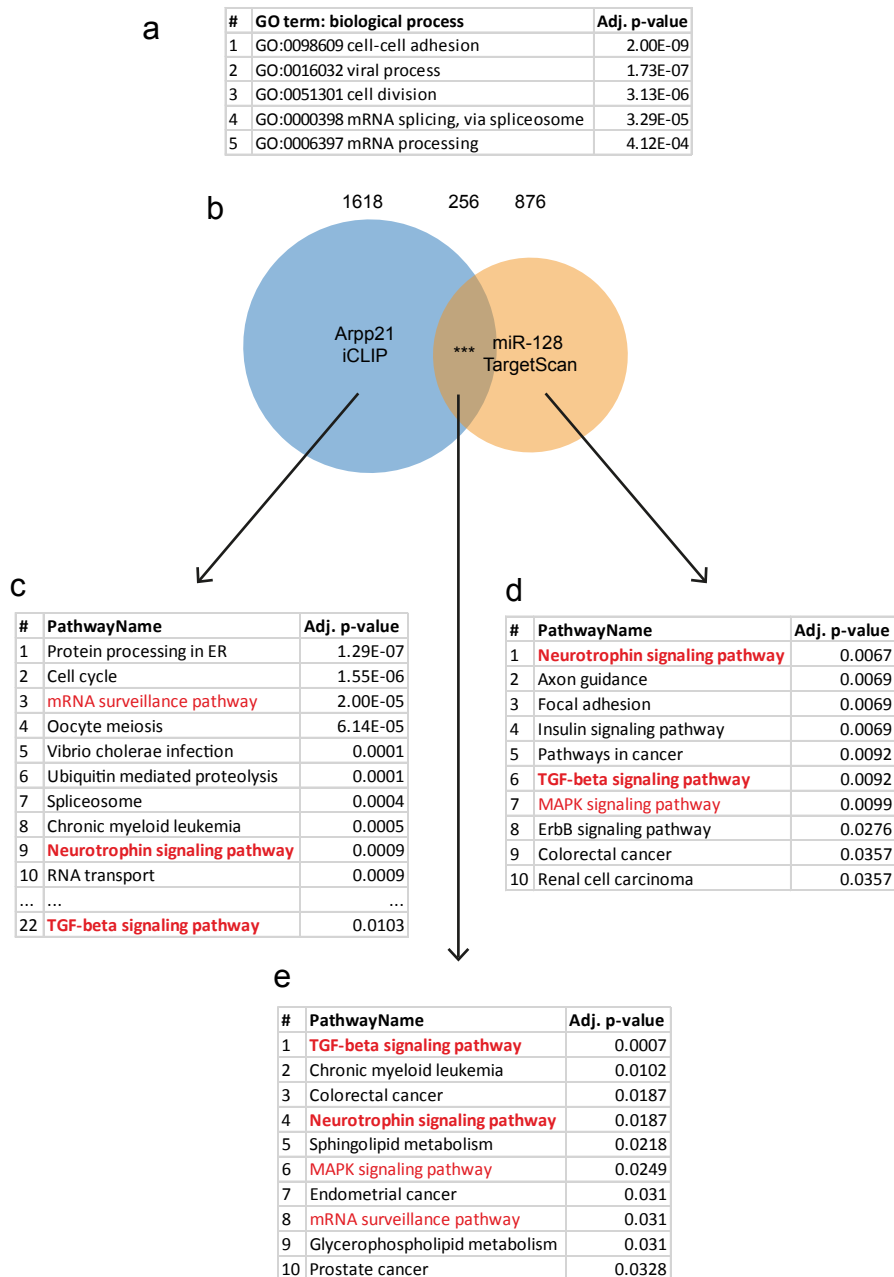 a
# GO term: biological process Adj. p-value
1 GO:0098609 cell-cell adhesion 2.00E-09
2 GO:0016032 viral process 1.73E-07
3 GO:0051301 cell division 3.13E-06
4 GO:0000398 mRNA splicing, via spliceosome 3.29E-05
5 GO:0006397 mRNA processing 4.12E-04
b
1618 256 876
Arpp21
iCLIP
***
miR-128
TargetScan
c
# PathwayName Adj. p-value
1 Protein processing in ER 1.29E-07
2 Cell cycle 1.55E-06
3 mRNA surveillance pathway 2.00E-05
4 Oocyte meiosis 6.14E-05
5 Vibrio cholerae infection 0.0001
6 Ubiquitin mediated proteolysis 0.0001
7 Spliceosome 0.0004
8 Chronic myeloid leukemia 0.0005
9 Neurotrophin signaling pathway 0.0009
10 RNA transport 0.0009
... ... ...
22 TGF-beta signaling pathway 0.0103
d
# PathwayName Adj. p-value
1 Neurotrophin signaling pathway 0.0067
2 Axon guidance 0.0069
3 Focal adhesion 0.0069
4 Insulin signaling pathway 0.0069
5 Pathways in cancer 0.0092
6 TGF-beta signaling pathway 0.0092
7 MAPK signaling pathway 0.0099
8 ErbB signaling pathway 0.0276
9 Colorectal cancer 0.0357
10 Renal cell carcinoma 0.0357
e
# PathwayName Adj. p-value
1 TGF-beta signaling pathway 0.0007
2 Chronic myeloid leukemia 0.0102
3 Colorectal cancer 0.0187
4 Neurotrophin signaling pathway 0.0187
5 Sphingolipid metabolism 0.0218
6 MAPK signaling pathway 0.0249
7 Endometrial cancer 0.031
8 mRNA surveillance pathway 0.031
9 Glycerophospholipid metabolism 0.031
10 Prostate cancer 0.0328